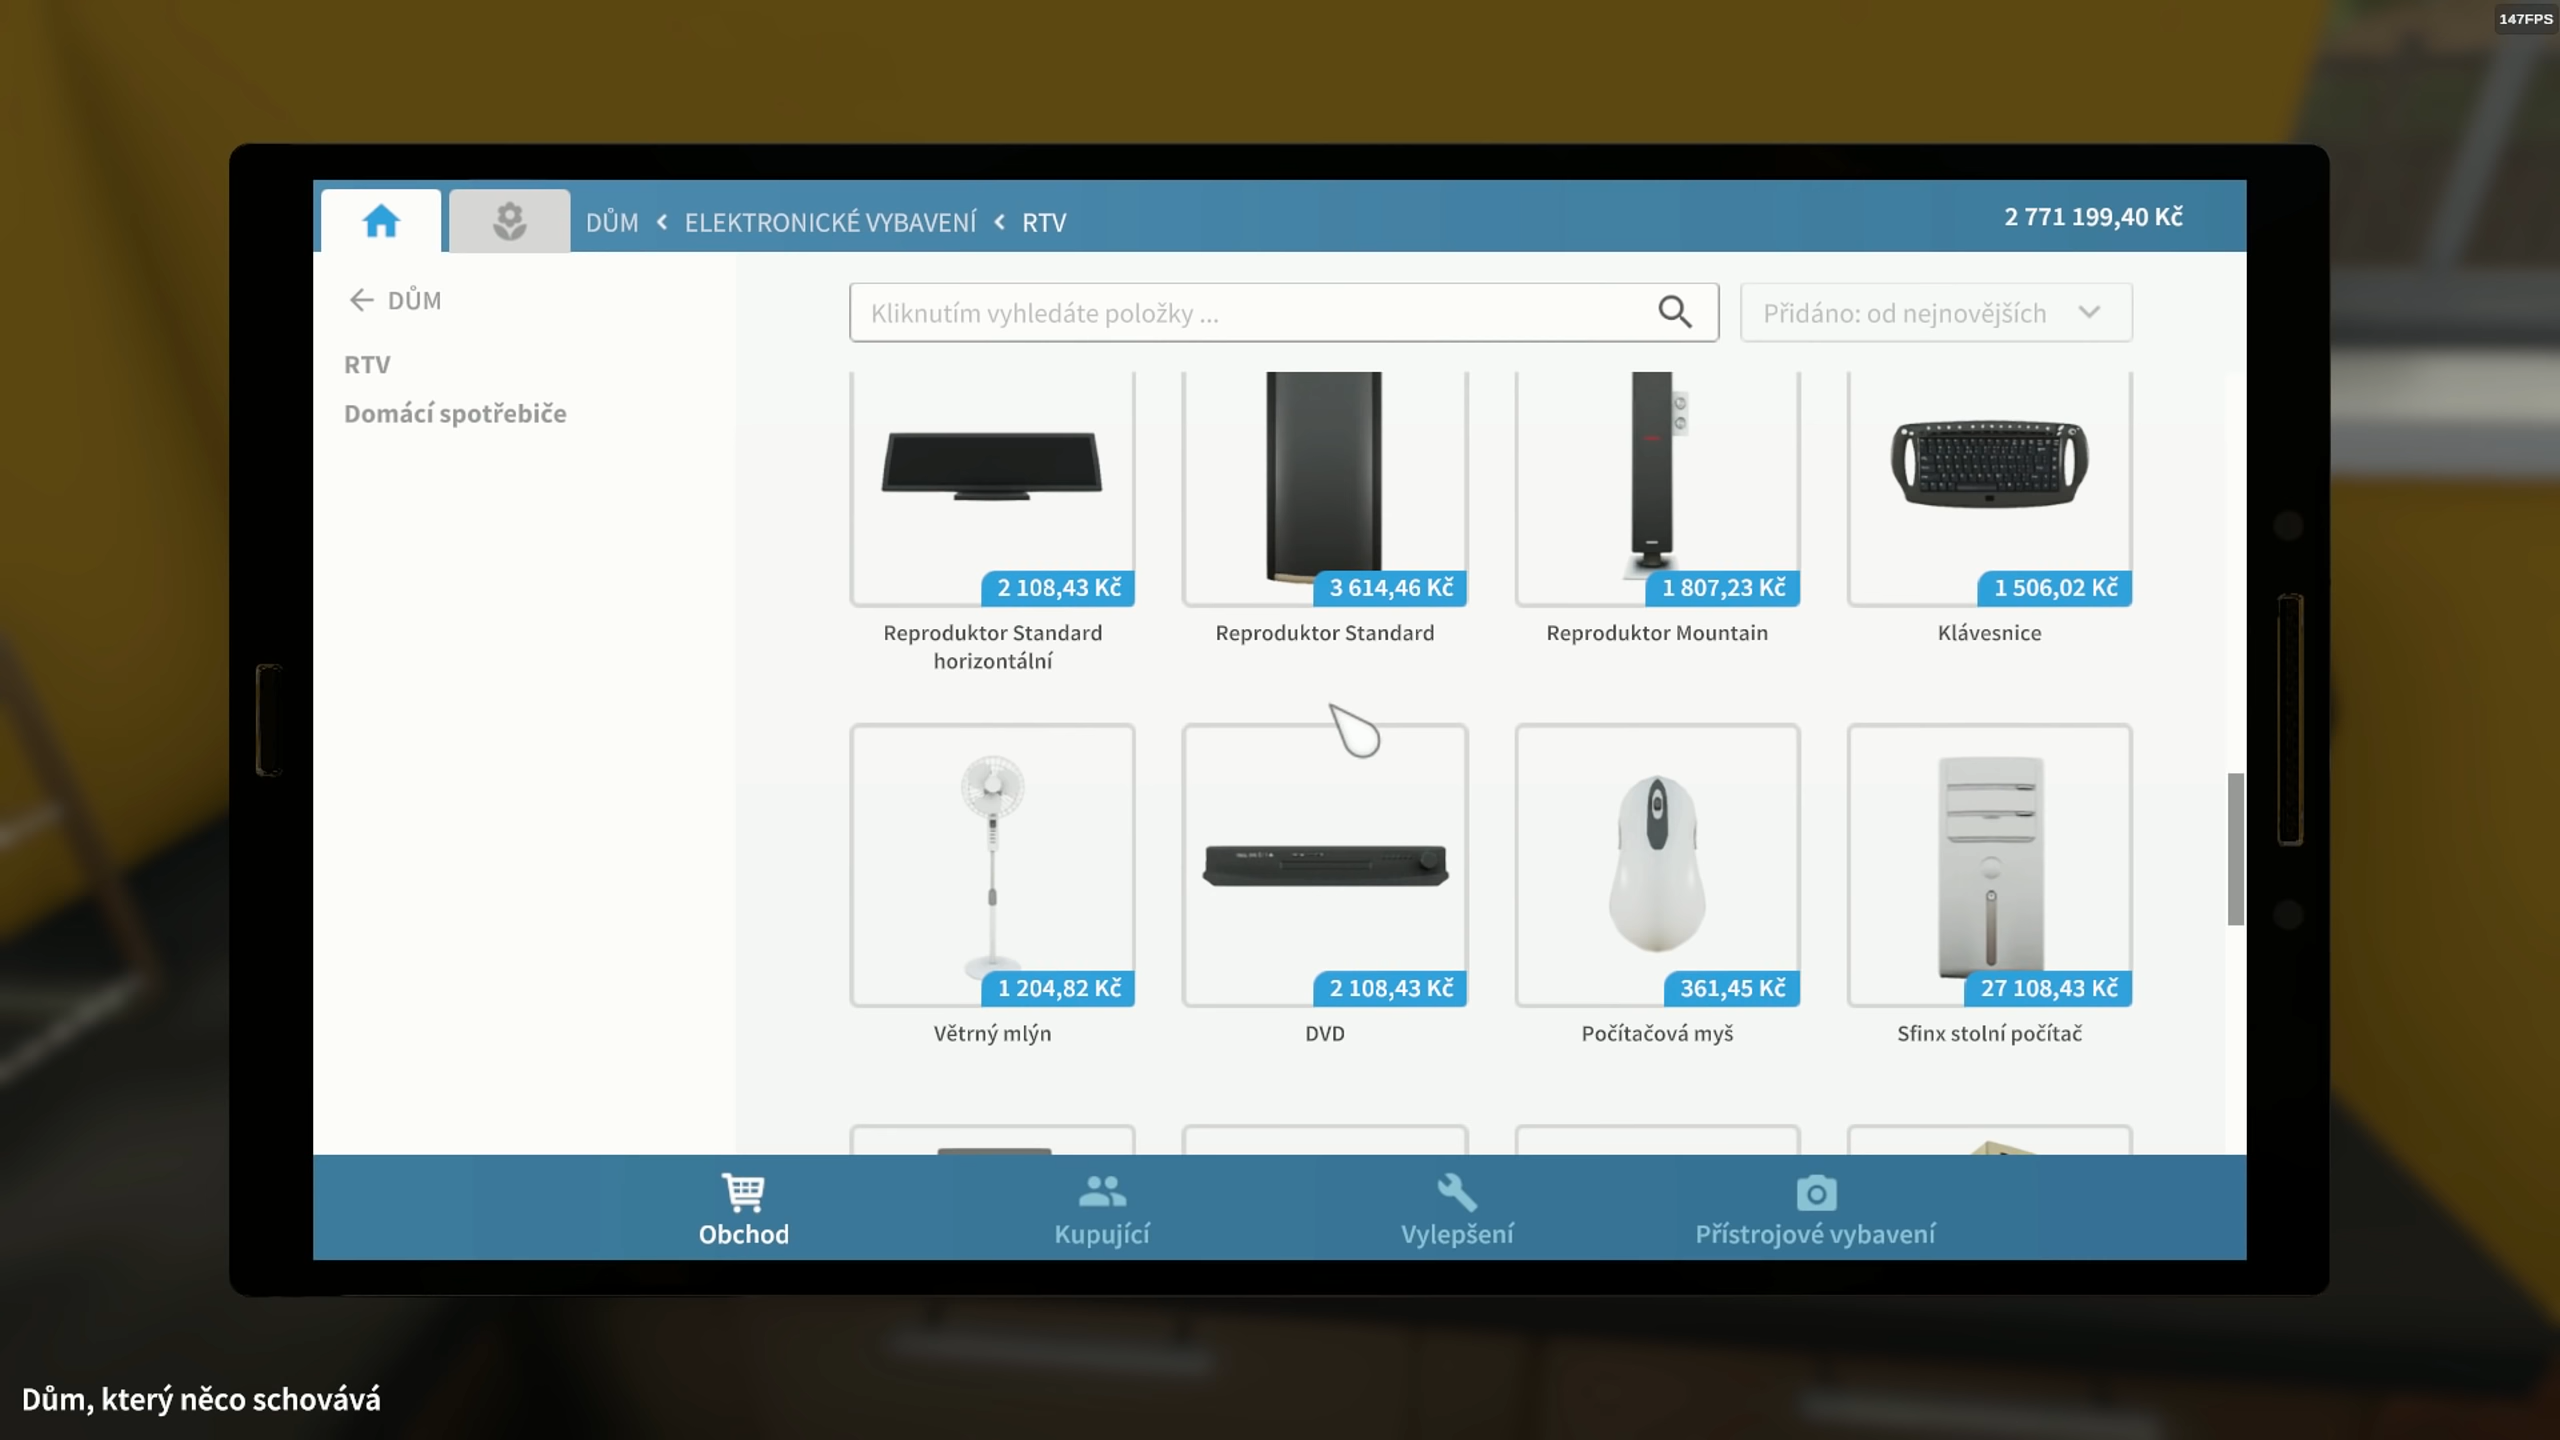 147FPS
DŮM < ELEKTRONICKÉ VYBAVENÍ < RTV
2 771 199,40 Kč
← DŮM
RTV
Domácí spotřebiče
Kliknutím vyhledáte položky ...
Přidáno: od nejnovějších
2 108,43 Kč
3 614,46 Kč
1 807,23 Kč
1 506,02 Kč
Reproduktor Standard
horizontální
Reproduktor Standard
Reproduktor Mountain
Klávesnice
1 204,82 Kč
2 108,43 Kč
361,45 Kč
27 108,43 Kč
Větrný mlýn
DVD
Počítačová myš
Sfinx stolní počítač
Obchod
Kupující
Vylepšení
Přístrojové vybavení
Dům, který něco schovává